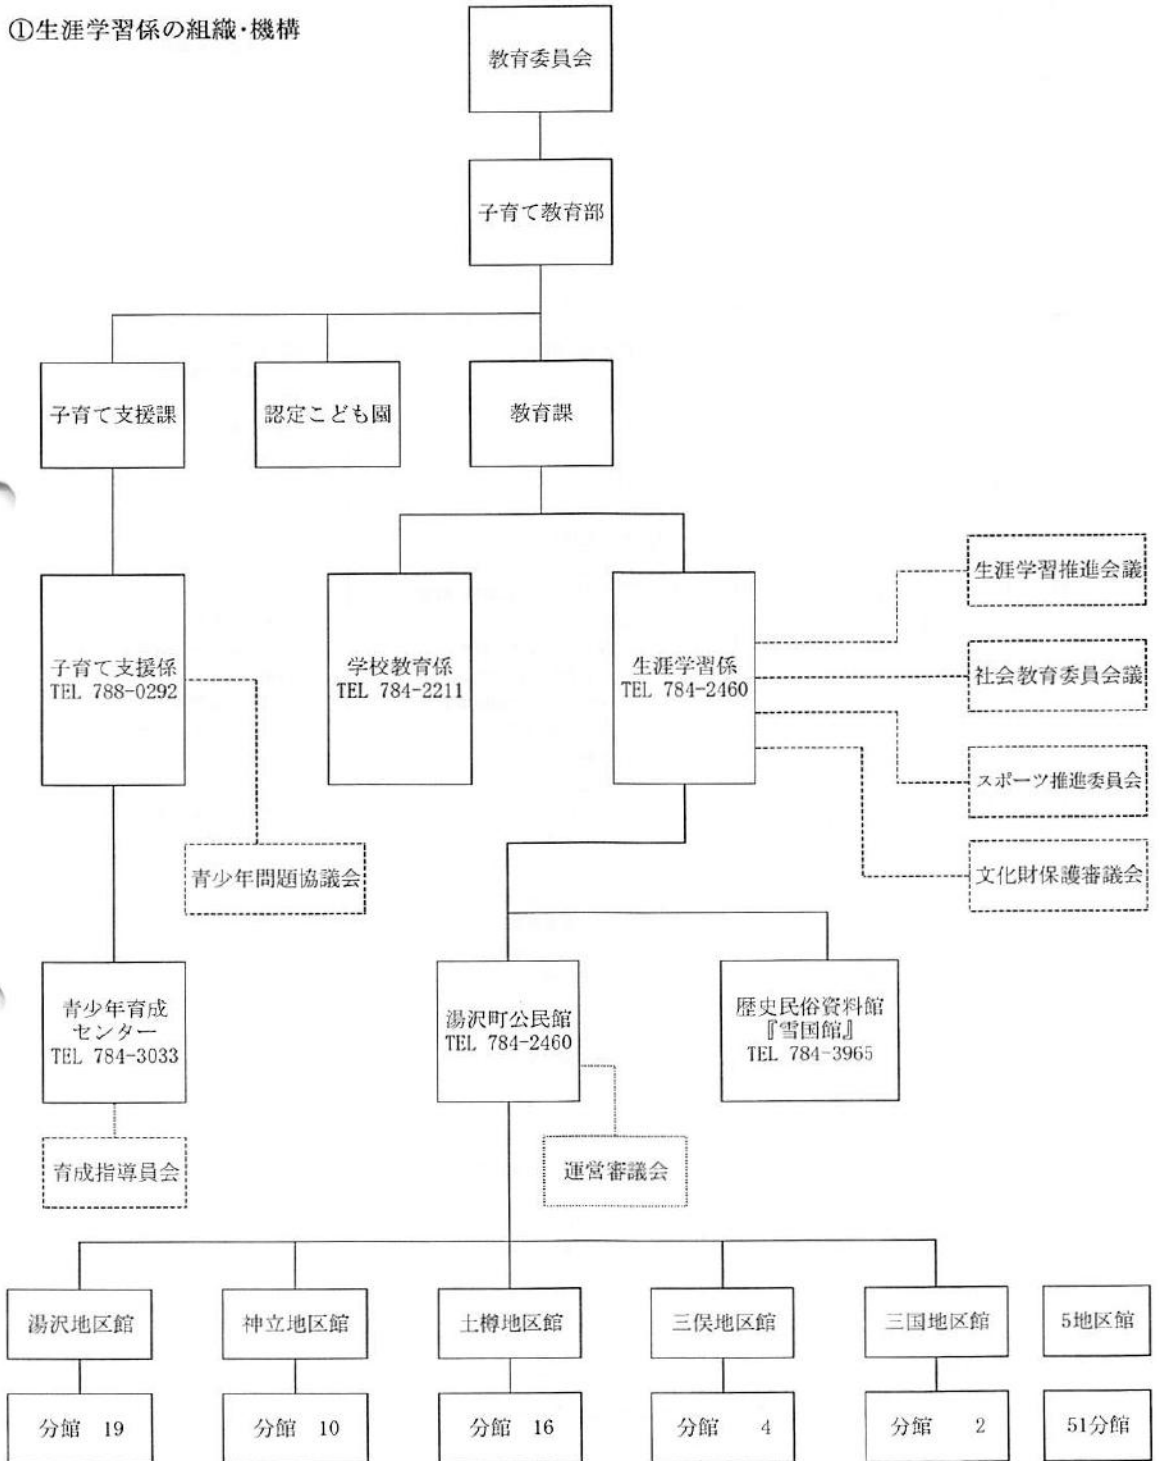 ①生涯学習係の組織・機構
教育委員会
子育て教育部
子育て支援課
認定こども園
教育課
子育て支援係
TEL 788-0292
学校教育係
TEL 784-2211
生涯学習係
TEL 784-2460
生涯学習推進会議
社会教育委員会議
スポーツ推進委員会
文化財保護審議会
青少年問題協議会
青少年育成
センター
TEL 784-3033
湯沢町公民館
TEL 784-2460
歴史民俗資料館
『雪国館』
TEL 784-3965
育成指導員会
運営審議会
湯沢地区館
神立地区館
土樽地区館
三俣地区館
三国地区館
5地区館
分館 19
分館 10
分館 16
分館 4
分館 2
51分館